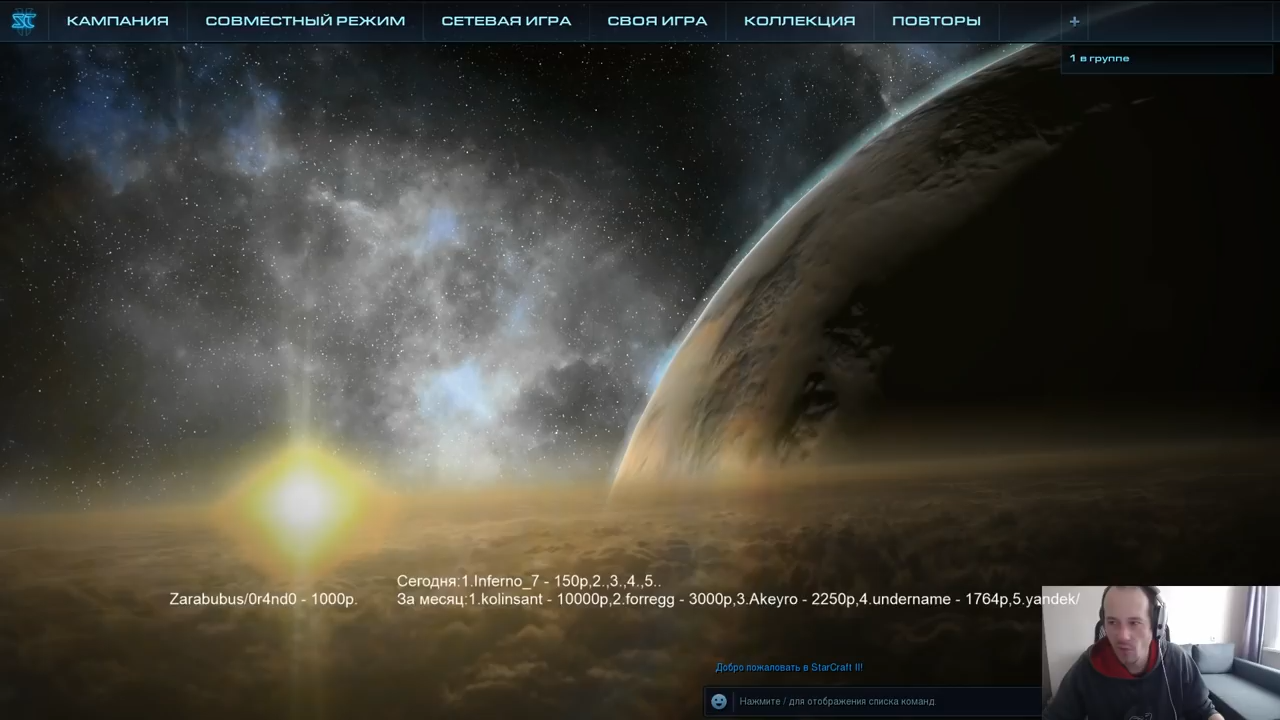 КАМПАНИЯ СОВМЕСТНЫЙ РЕЖИМ СЕТЕВАЯ ИГРА СВОЯ ИГРА КОЛЛЕКЦИЯ ПОВТОРЫ +
1 в группе
Сегодня:1.Inferno_7 - 150р,2.,3.,4.,5..
Zarabubus/0r4nd0 - 1000р.
За месяц:1.kolinsant - 10000р,2.forregg - 3000р,3.Akeyro - 2250р,4.undername - 1764р,5.yandek/
Добро пожаловать в StarCraft II!
Нажмите / для отображения списка команд